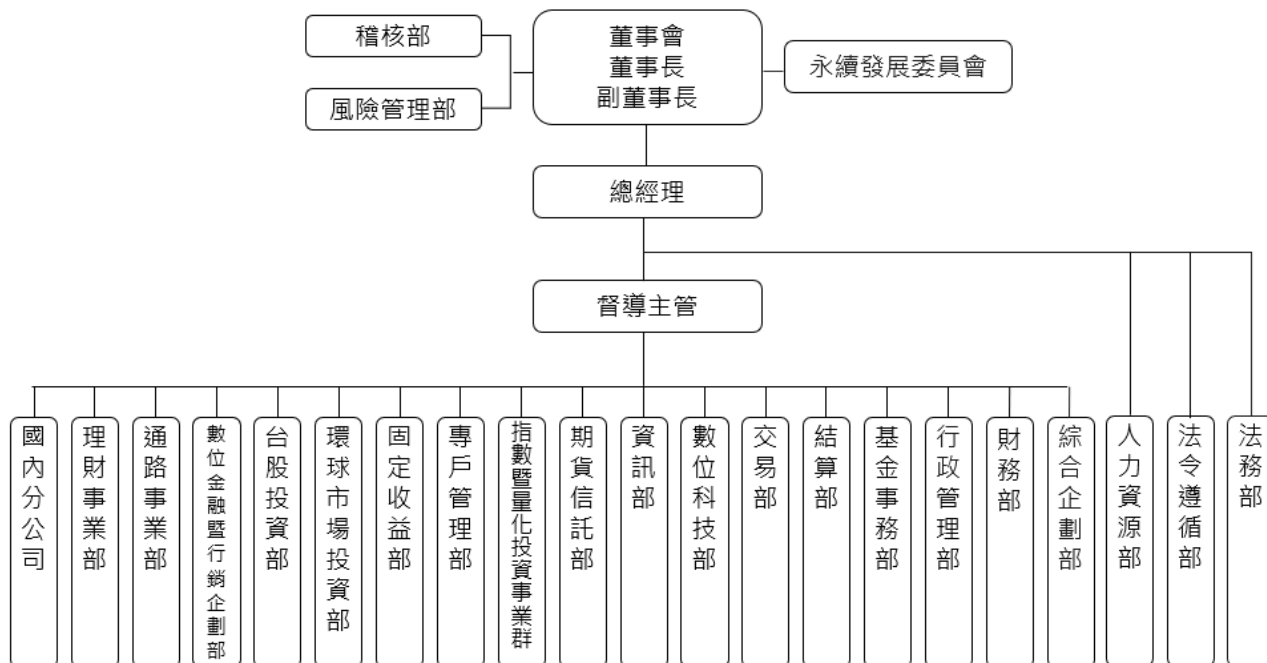 稽核部
風險管理部
董事會
董事長
副董事長
永續發展委員會
總經理
督導主管
國內分公司
理財事業部
通路事業部
數位金融暨行銷企劃部
台股投資部
環球市場投資部
固定收益部
專戶管理部
指數暨量化投資事業群
期貨信託部
資訊部
數位科技部
交易部
結算部
基金事務部
行政管理部
財務部
綜合企劃部
人力資源部
法令遵循部
法務部